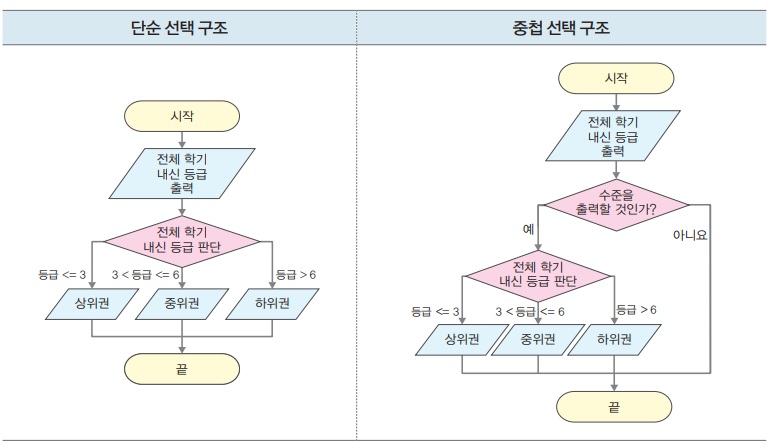 단순 선택 구조
중첩 선택 구조
시작
전체 학기
내신 등급
출력
전체 학기
내신 등급 판단
등급 <= 3
3 < 등급 <= 6
등급 > 6
상위권
중위권
하위권
끝
시작
전체 학기
내신 등급
출력
수준을
출력할 것인가?
예
아니요
전체 학기
내신 등급 판단
등급 <= 3
3 < 등급 <= 6
등급 > 6
상위권
중위권
하위권
끝